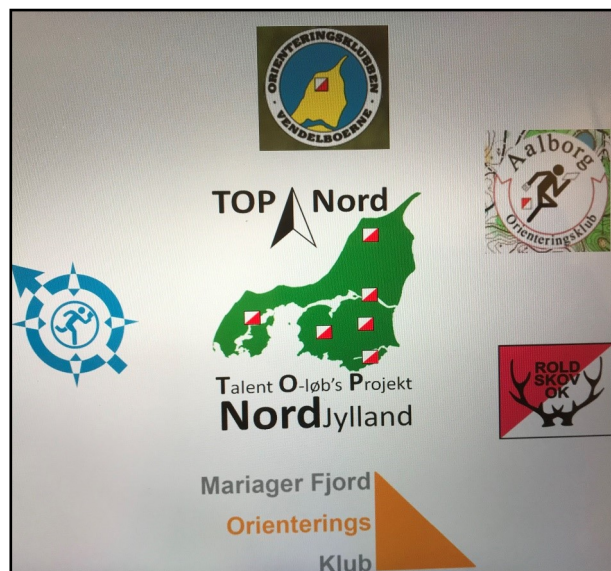 ORIENTERINGSKLUBBEN
VENDELBOERNE
Aalborg
Orienteringsklub
TOP Nord
Talent O-løb's Projekt
NordJylland
ROLD
SKOV
OK
Mariager Fjord
Orienterings
Klub